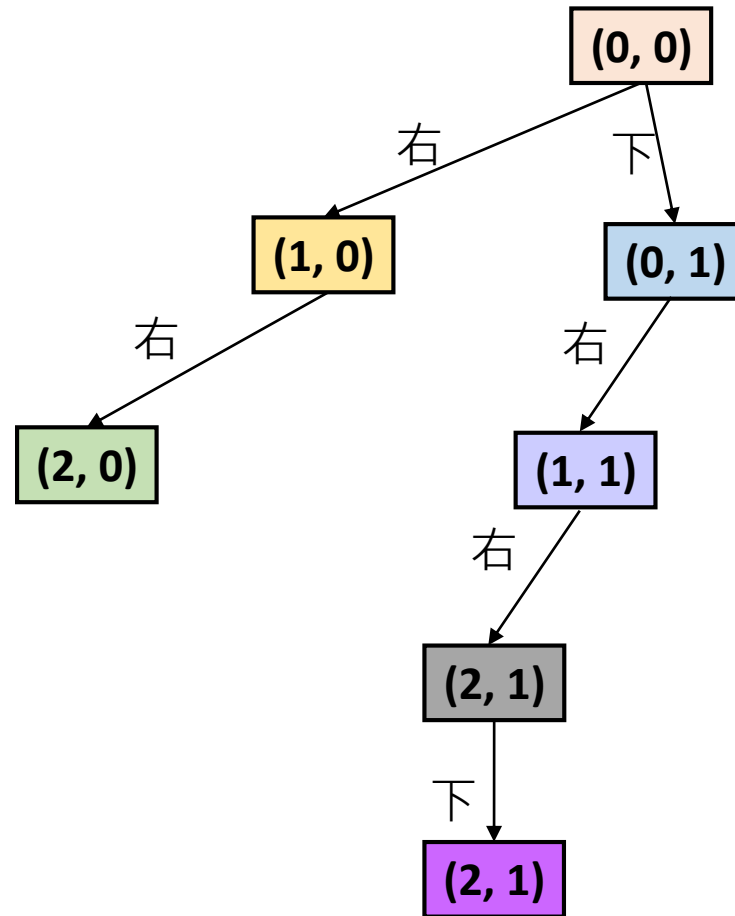 (0, 0)
右
下
(1, 0)
(0, 1)
右
右
(2, 0)
(1, 1)
右
(2, 1)
下
(2, 1)